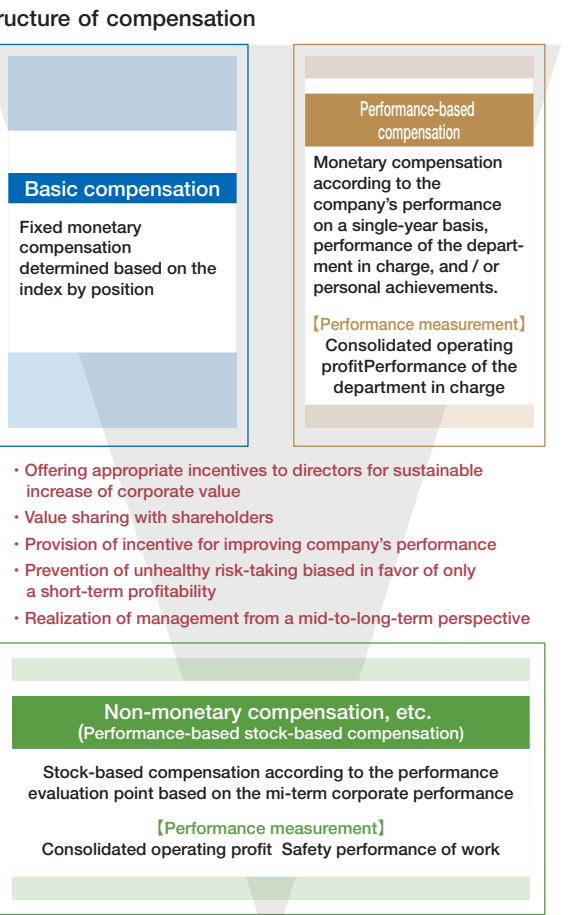 ructure of compensation
Basic compensation
Fixed monetary
compensation
determined based on the
index by position
Performance-based
compensation
Monetary compensation
according to the
company's performance
on a single-year basis,
performance of the depart-
ment in charge, and / or
personal achievements.
【Performance measurement】
Consolidated operating
profitPerformance of the
department in charge
・Offering appropriate incentives to directors for sustainable
increase of corporate value
・Value sharing with shareholders
・Provision of incentive for improving company's performance
・Prevention of unhealthy risk-taking biased in favor of only
a short-term profitability
・Realization of management from a mid-to-long-term perspective
Non-monetary compensation, etc.
(Performance-based stock-based compensation)
Stock-based compensation according to the performance
evaluation point based on the mi-term corporate performance
【Performance measurement】
Consolidated operating profit Safety performance of work